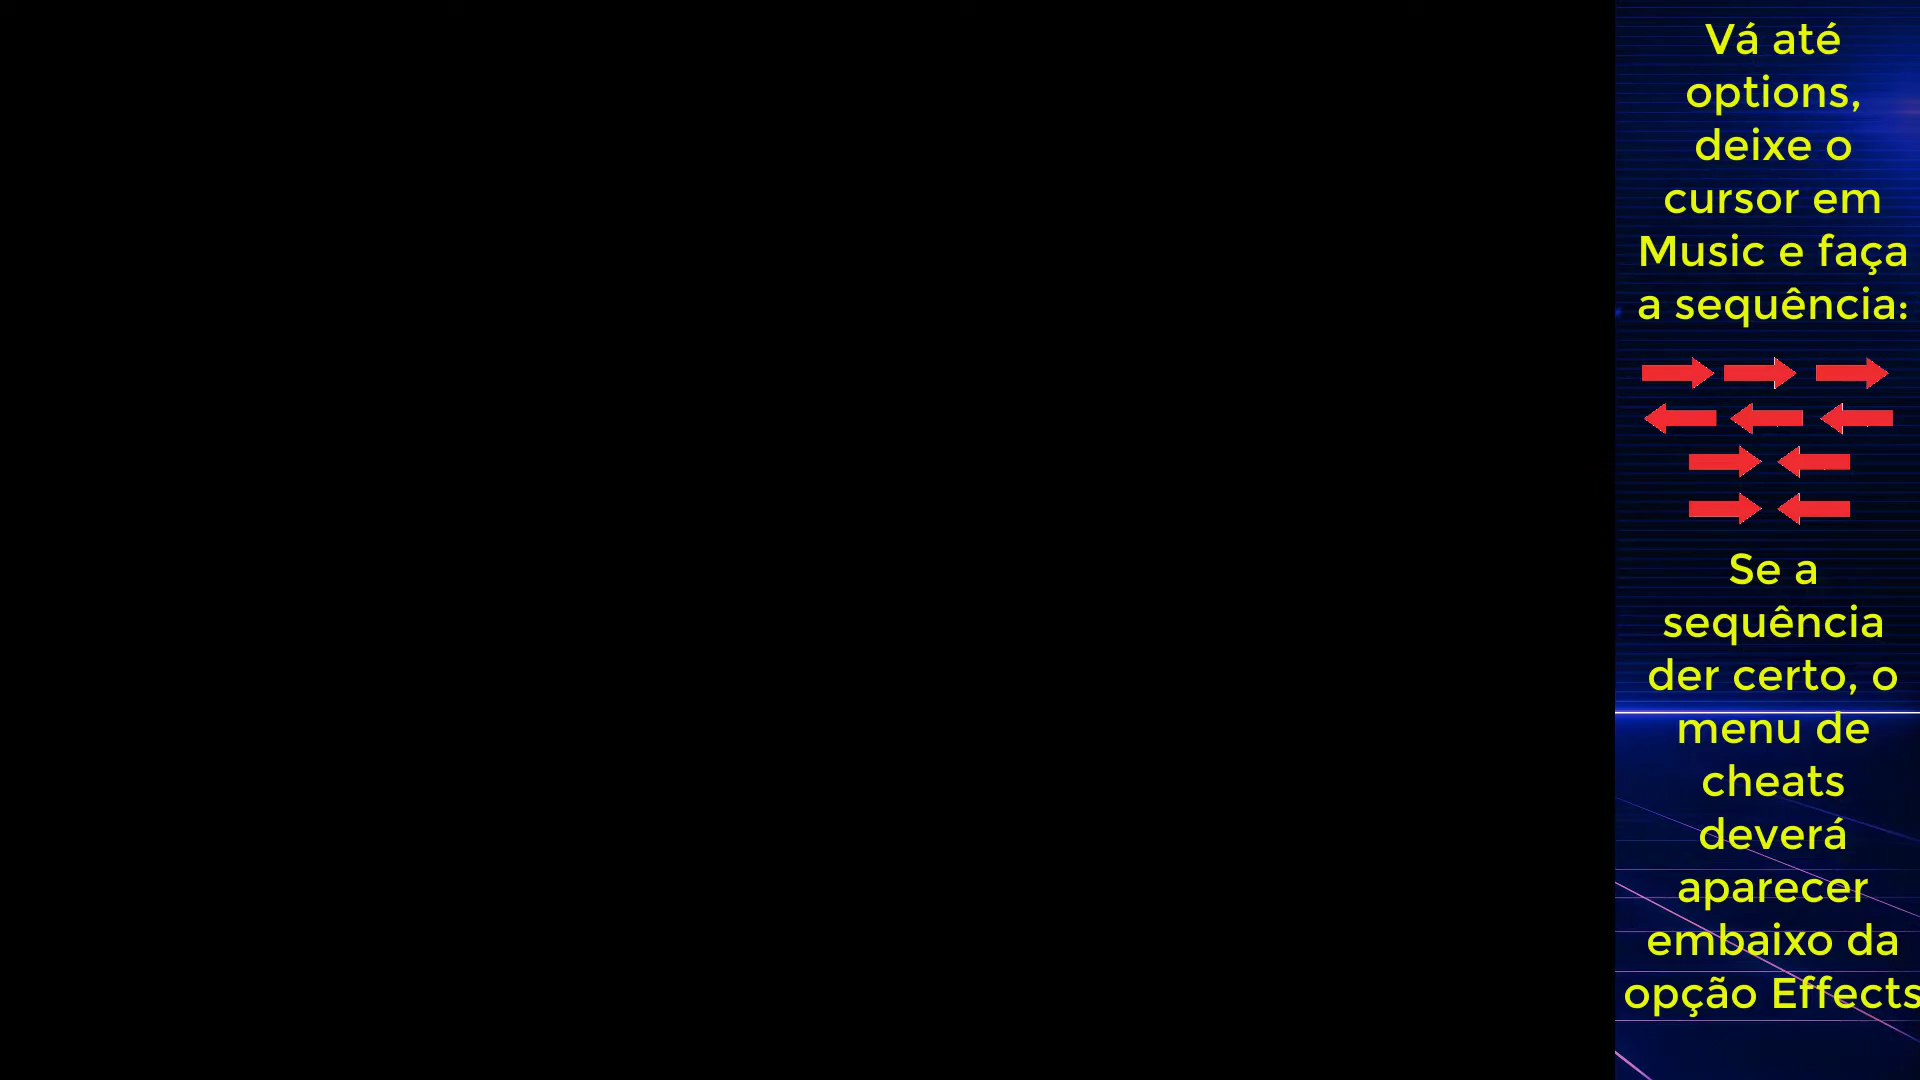 Vá até
options,
deixe o
cursor em
Music e faça
a sequência:
Se a
sequência
der certo, o
menu de
cheats
deverá
aparecer
embaixo da
opção Effects